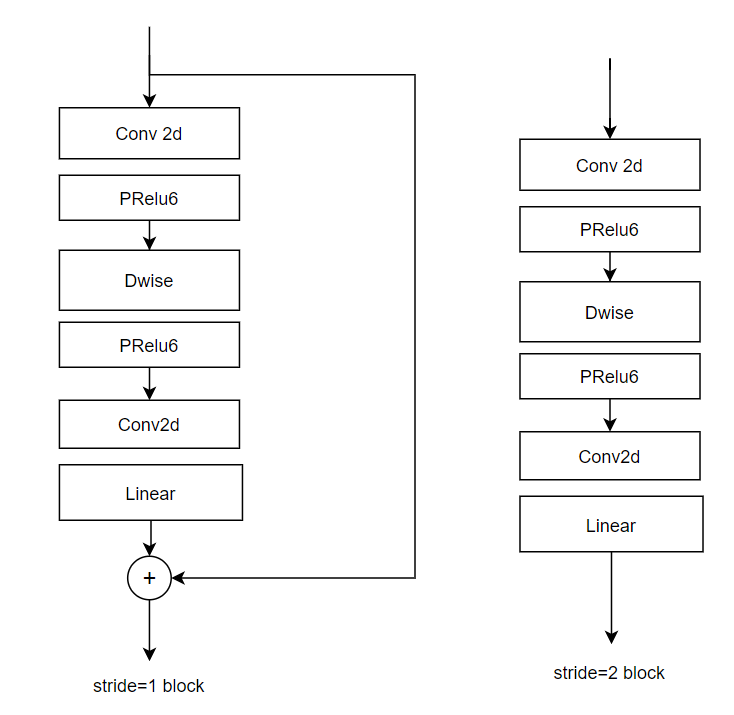 Conv 2d
PRelu6
Dwise
PRelu6
Conv2d
Linear
+
stride=1 block
Conv 2d
PRelu6
Dwise
PRelu6
Conv2d
Linear
stride=2 block